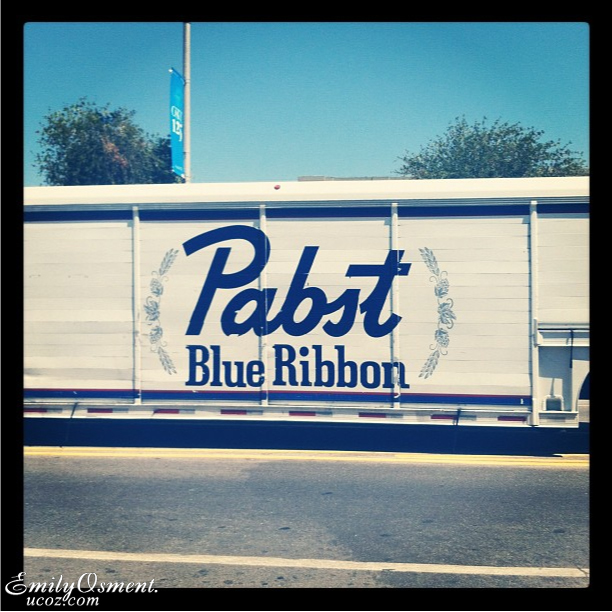 Pabst
Blue Ribbon
EmilyOsment.
ucoz.com